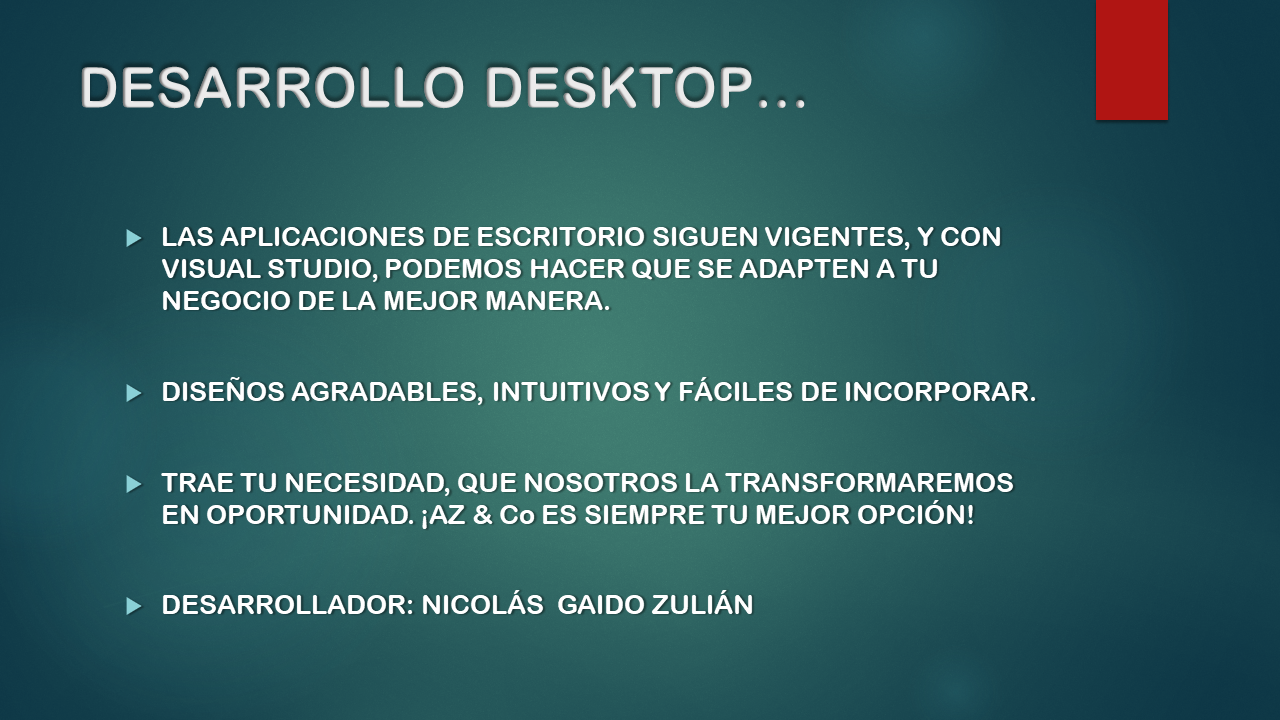 DESARROLLO DESKTOP...
LAS APLICACIONES DE ESCRITORIO SIGUEN VIGENTES, Y CON
VISUAL STUDIO, PODEMOS HACER QUE SE ADAPTEN A TU
NEGOCIO DE LA MEJOR MANERA.
DISEÑOS AGRADABLES, INTUITIVOS Y FÁCILES DE INCORPORAR.
TRAE TU NECESIDAD, QUE NOSOTROS LA TRANSFORMAREMOS
EN OPORTUNIDAD. ¡AZ & Co ES SIEMPRE TU MEJOR OPCIÓN!
DESARROLLADOR: NICOLÁS  GAIDO ZULIÁN